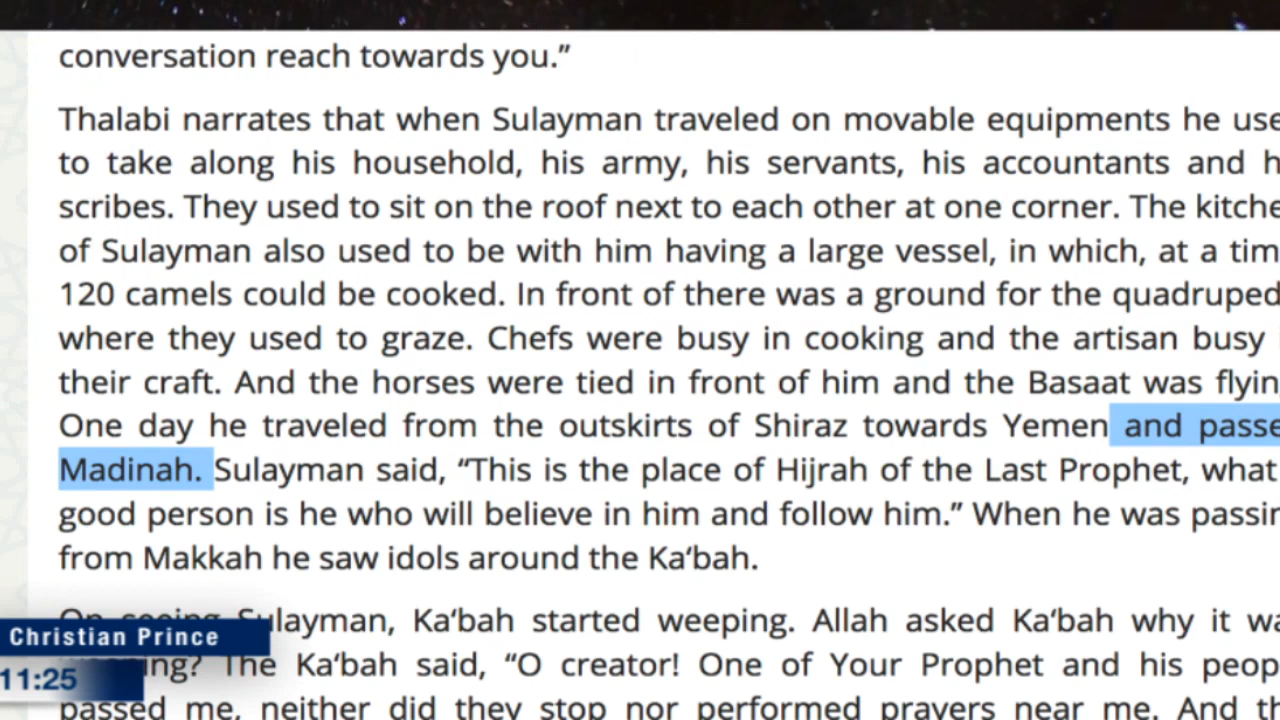 conversation reach towards you.”
Thalabi narrates that when Sulayman traveled on movable equipments he use
to take along his household, his army, his servants, his accountants and h
scribes. They used to sit on the roof next to each other at one corner. The kitche
of Sulayman also used to be with him having a large vessel, in which, at a tim
120 camels could be cooked. In front of there was a ground for the quadruped
where they used to graze. Chefs were busy in cooking and the artisan busy
their craft. And the horses were tied in front of him and the Basaat was flyin
One day he traveled from the outskirts of Shiraz towards Yemen and passe
Madinah. Sulayman said, “This is the place of Hijrah of the Last Prophet, what
good person is he who will believe in him and follow him.” When he was passin
from Makkah he saw idols around the Ka‘bah.
On seeing Sulayman, Ka‘bah started weeping. Allah asked Ka‘bah why it wa
The Ka‘bah said, “O creator! One of Your Prophet and his peop
passed me, neither did they stop nor performed prayers near me. And th
Christian Prince
11:25